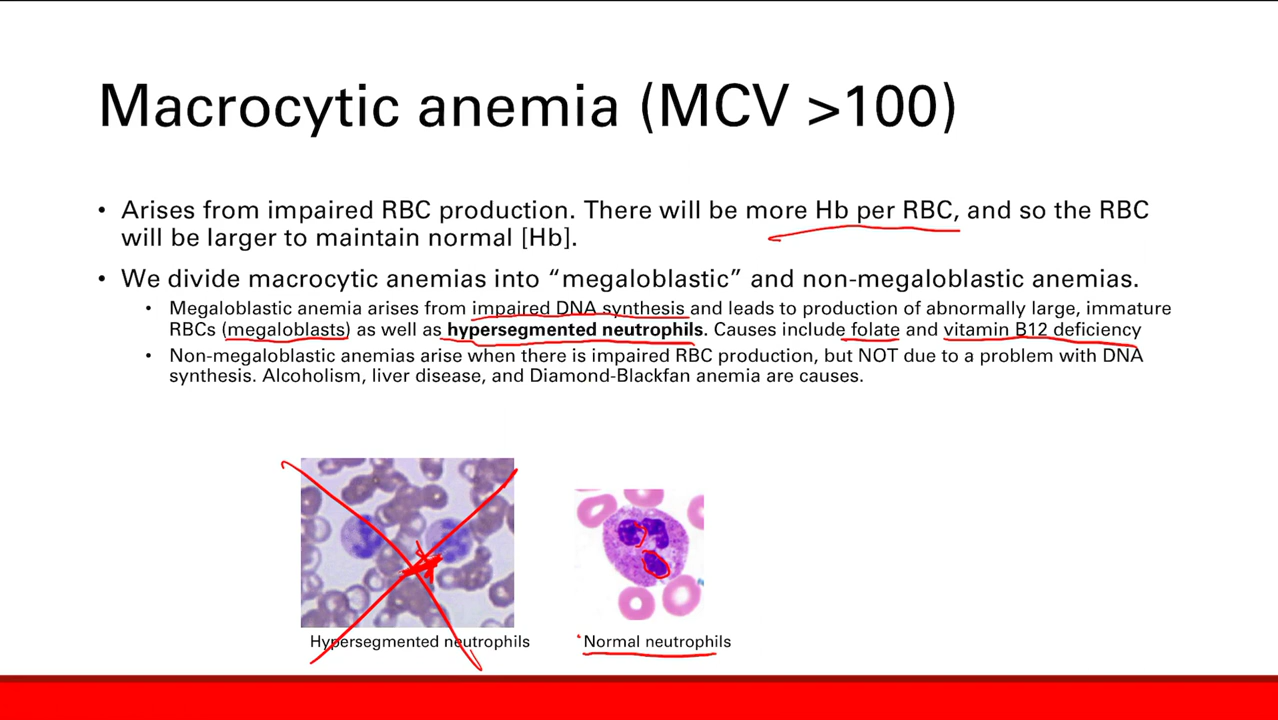 Macrocytic anemia (MCV >100)
• Arises from impaired RBC production. There will be more Hb per RBC, and so the RBC
will be larger to maintain normal [Hb].
• We divide macrocytic anemias into “megaloblastic” and non-megaloblastic anemias.
• Megaloblastic anemia arises from impaired DNA synthesis and leads to production of abnormally large, immature
RBCs (megaloblasts) as well as hypersegmented neutrophils. Causes include folate and vitamin B12 deficiency
• Non-megaloblastic anemias arise when there is impaired RBC production, but NOT due to a problem with DNA
synthesis. Alcoholism, liver disease, and Diamond-Blackfan anemia are causes.
Hypersegmented neutrophils
Normal neutrophils